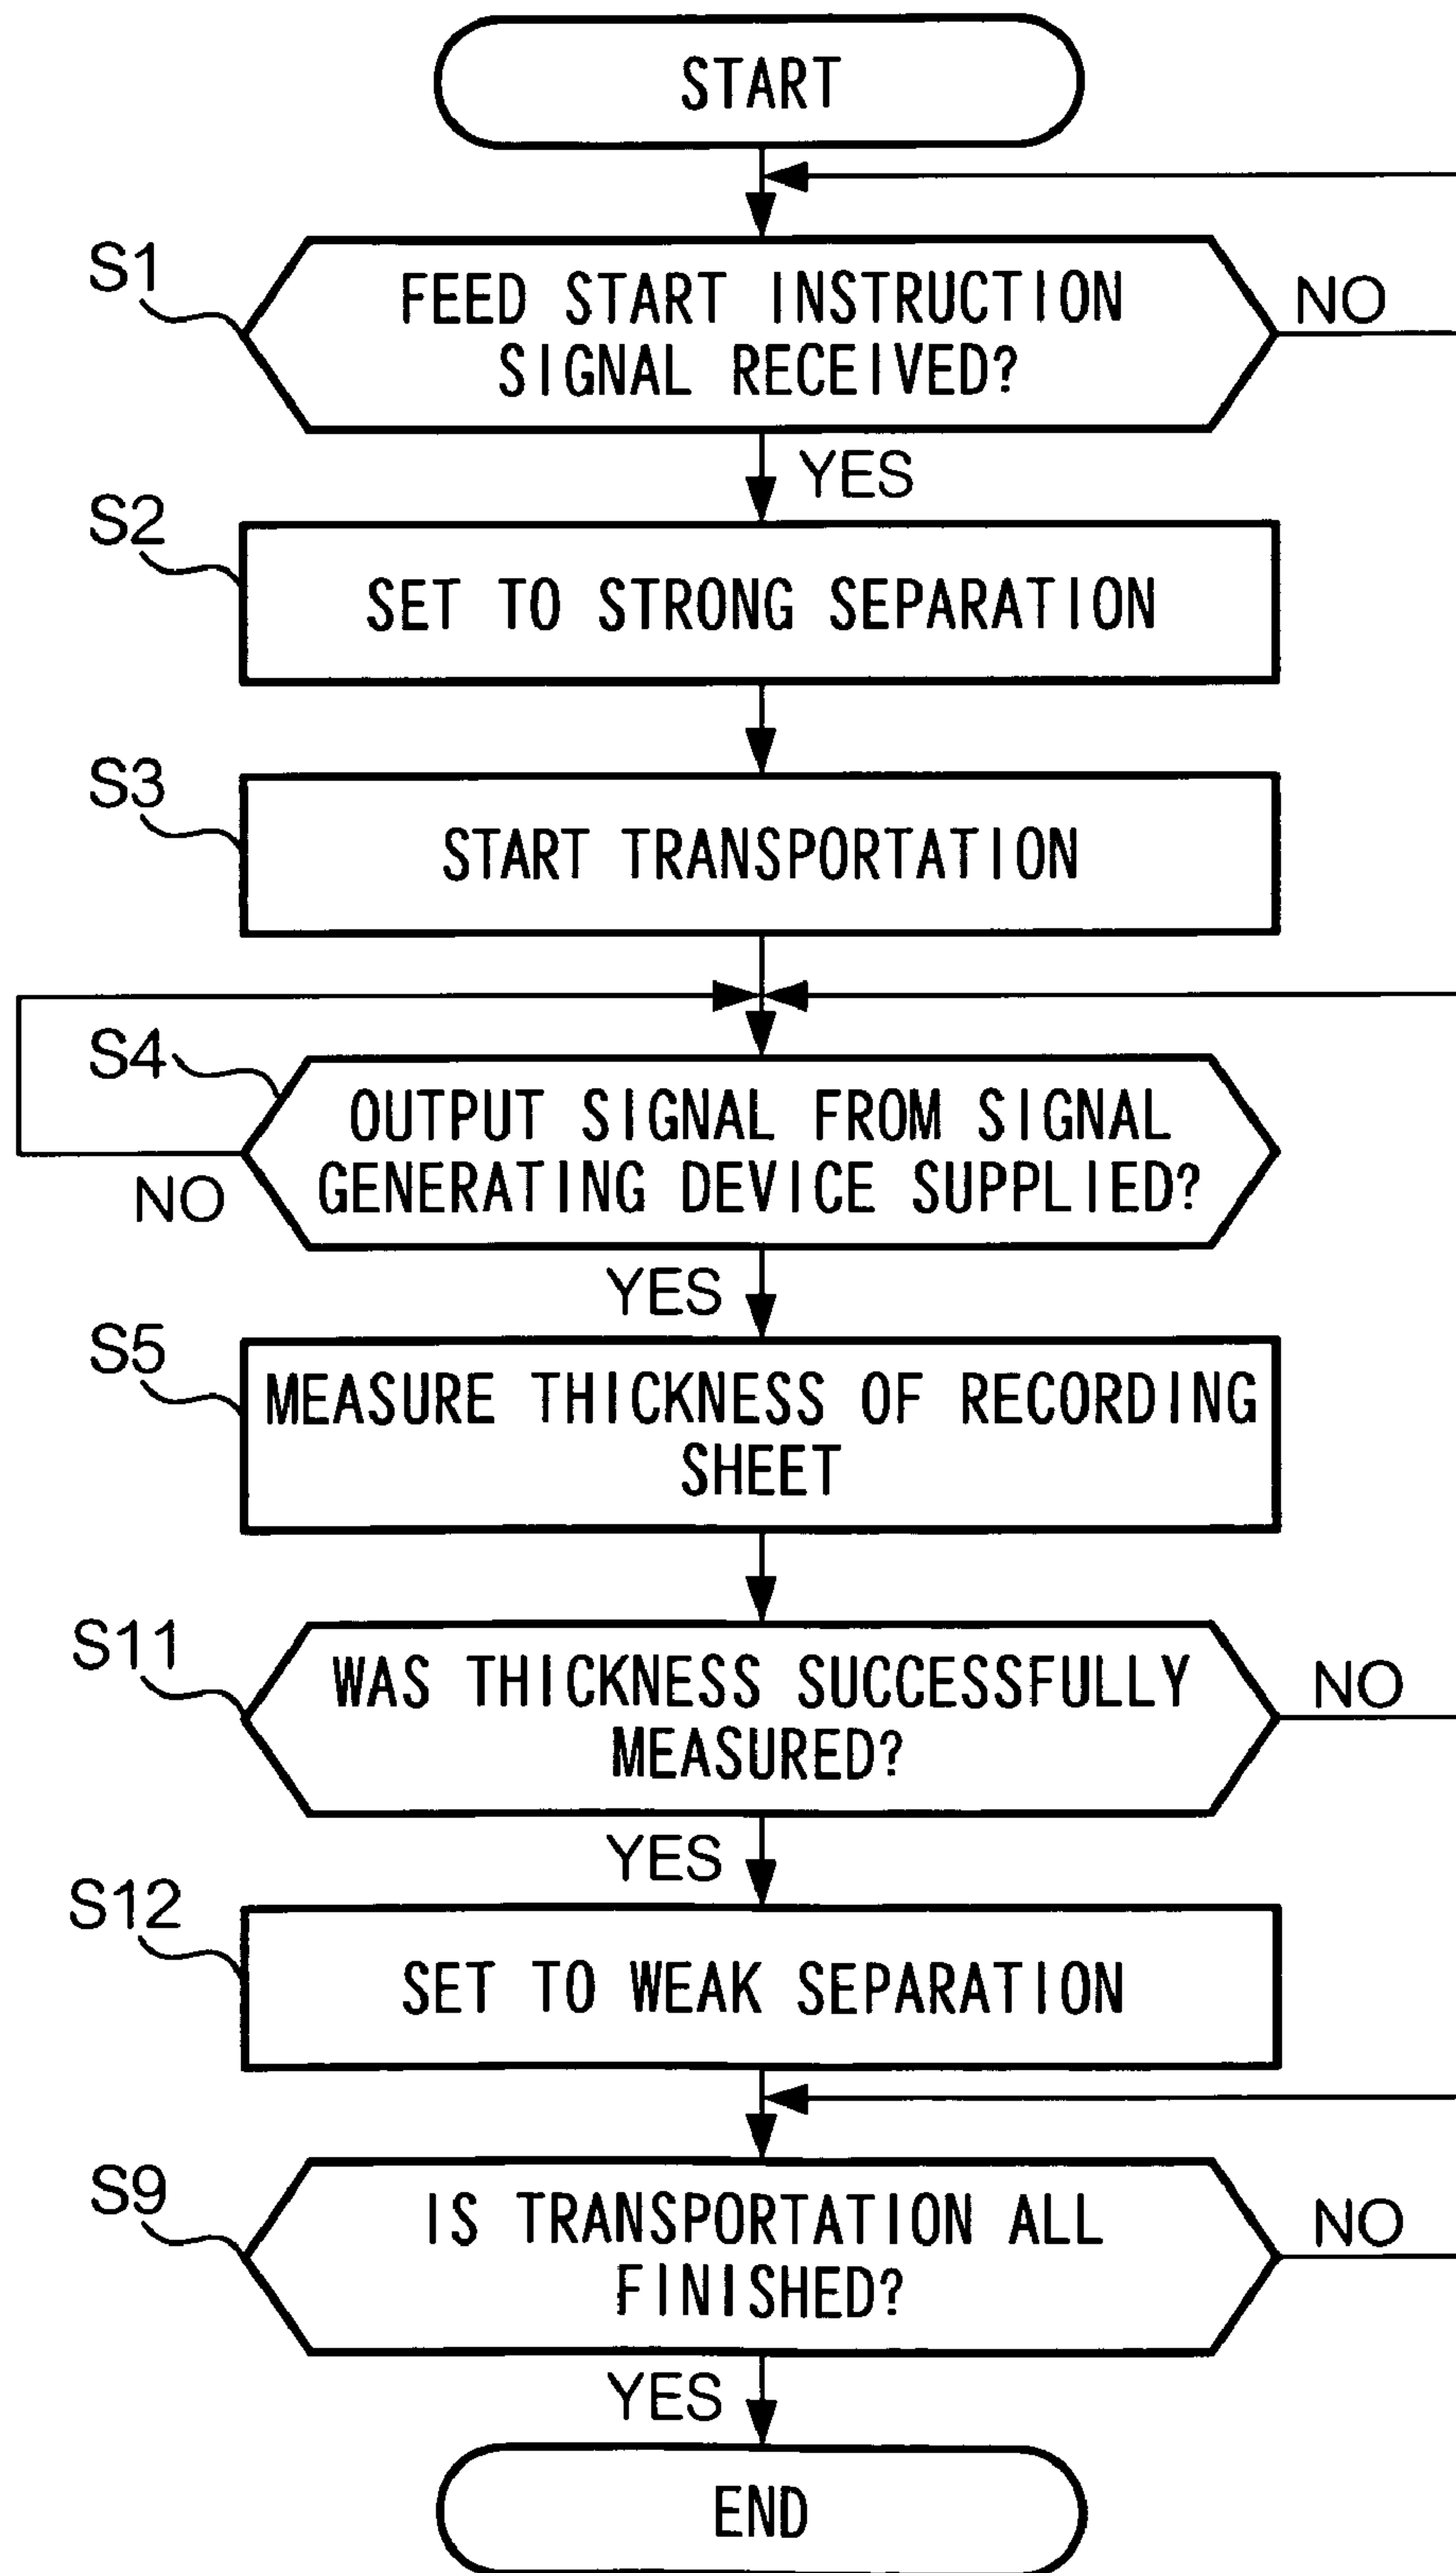 START
S1
FEED START INSTRUCTION
SIGNAL RECEIVED?
NO
YES
S2
SET TO STRONG SEPARATION
S3
START TRANSPORTATION
S4
OUTPUT SIGNAL FROM SIGNAL
GENERATING DEVICE SUPPLIED?
NO
YES
S5
MEASURE THICKNESS OF RECORDING
SHEET
S11
WAS THICKNESS SUCCESSFULLY
MEASURED?
NO
YES
S12
SET TO WEAK SEPARATION
S9
IS TRANSPORTATION ALL
FINISHED?
NO
YES
END